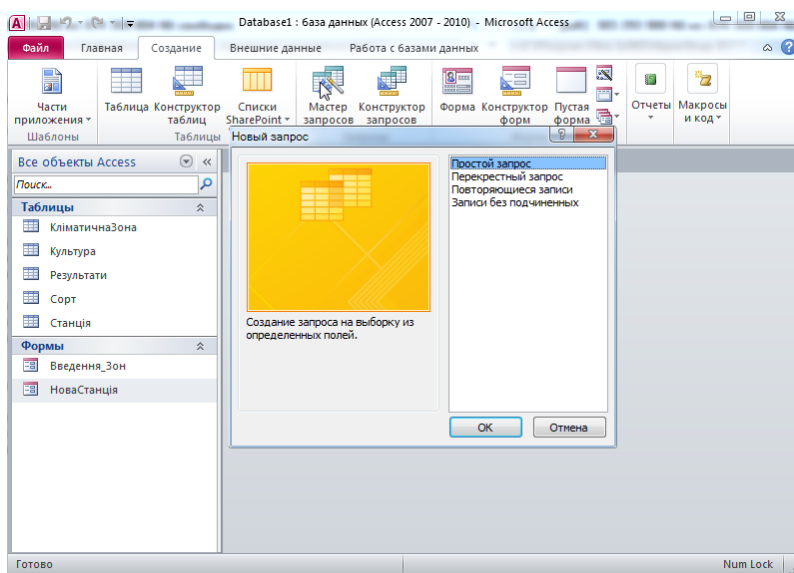 Database1 : база данных (Access 2007 - 2010) - Microsoft Access
Файл Главная Создание Внешние данные Работа с базами данных
Части приложения
Таблица
Конструктор таблиц
Списки SharePoint
Мастер запросов
Конструктор запросов
Форма
Конструктор форм
Пустая форма
Отчеты
Макросы и код
Шаблоны
Таблицы
Новый запрос
Все объекты Access
Поиск...
Таблицы
КліматичнаЗона
Культура
Результати
Сорт
Станція
Формы
Введення_Зон
НоваСтанція
Простой запрос
Перекрестный запрос
Повторяющиеся записи
Записи без подчиненных
Создание запроса на выборку из
определенных полей.
ОК
Отмена
Готово
Num Lock